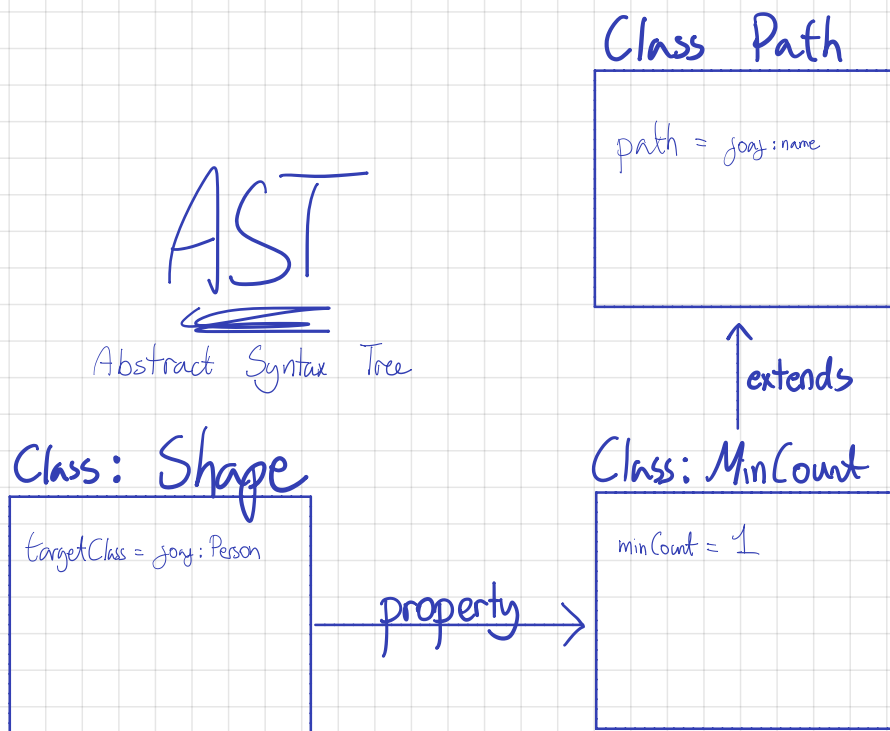 Class Path
path = foaf:name
AST
Abstract Syntax Tree
extends
Class: Shape
targetClass = foaf:Person
property
Class: MinCount
minCount = 1